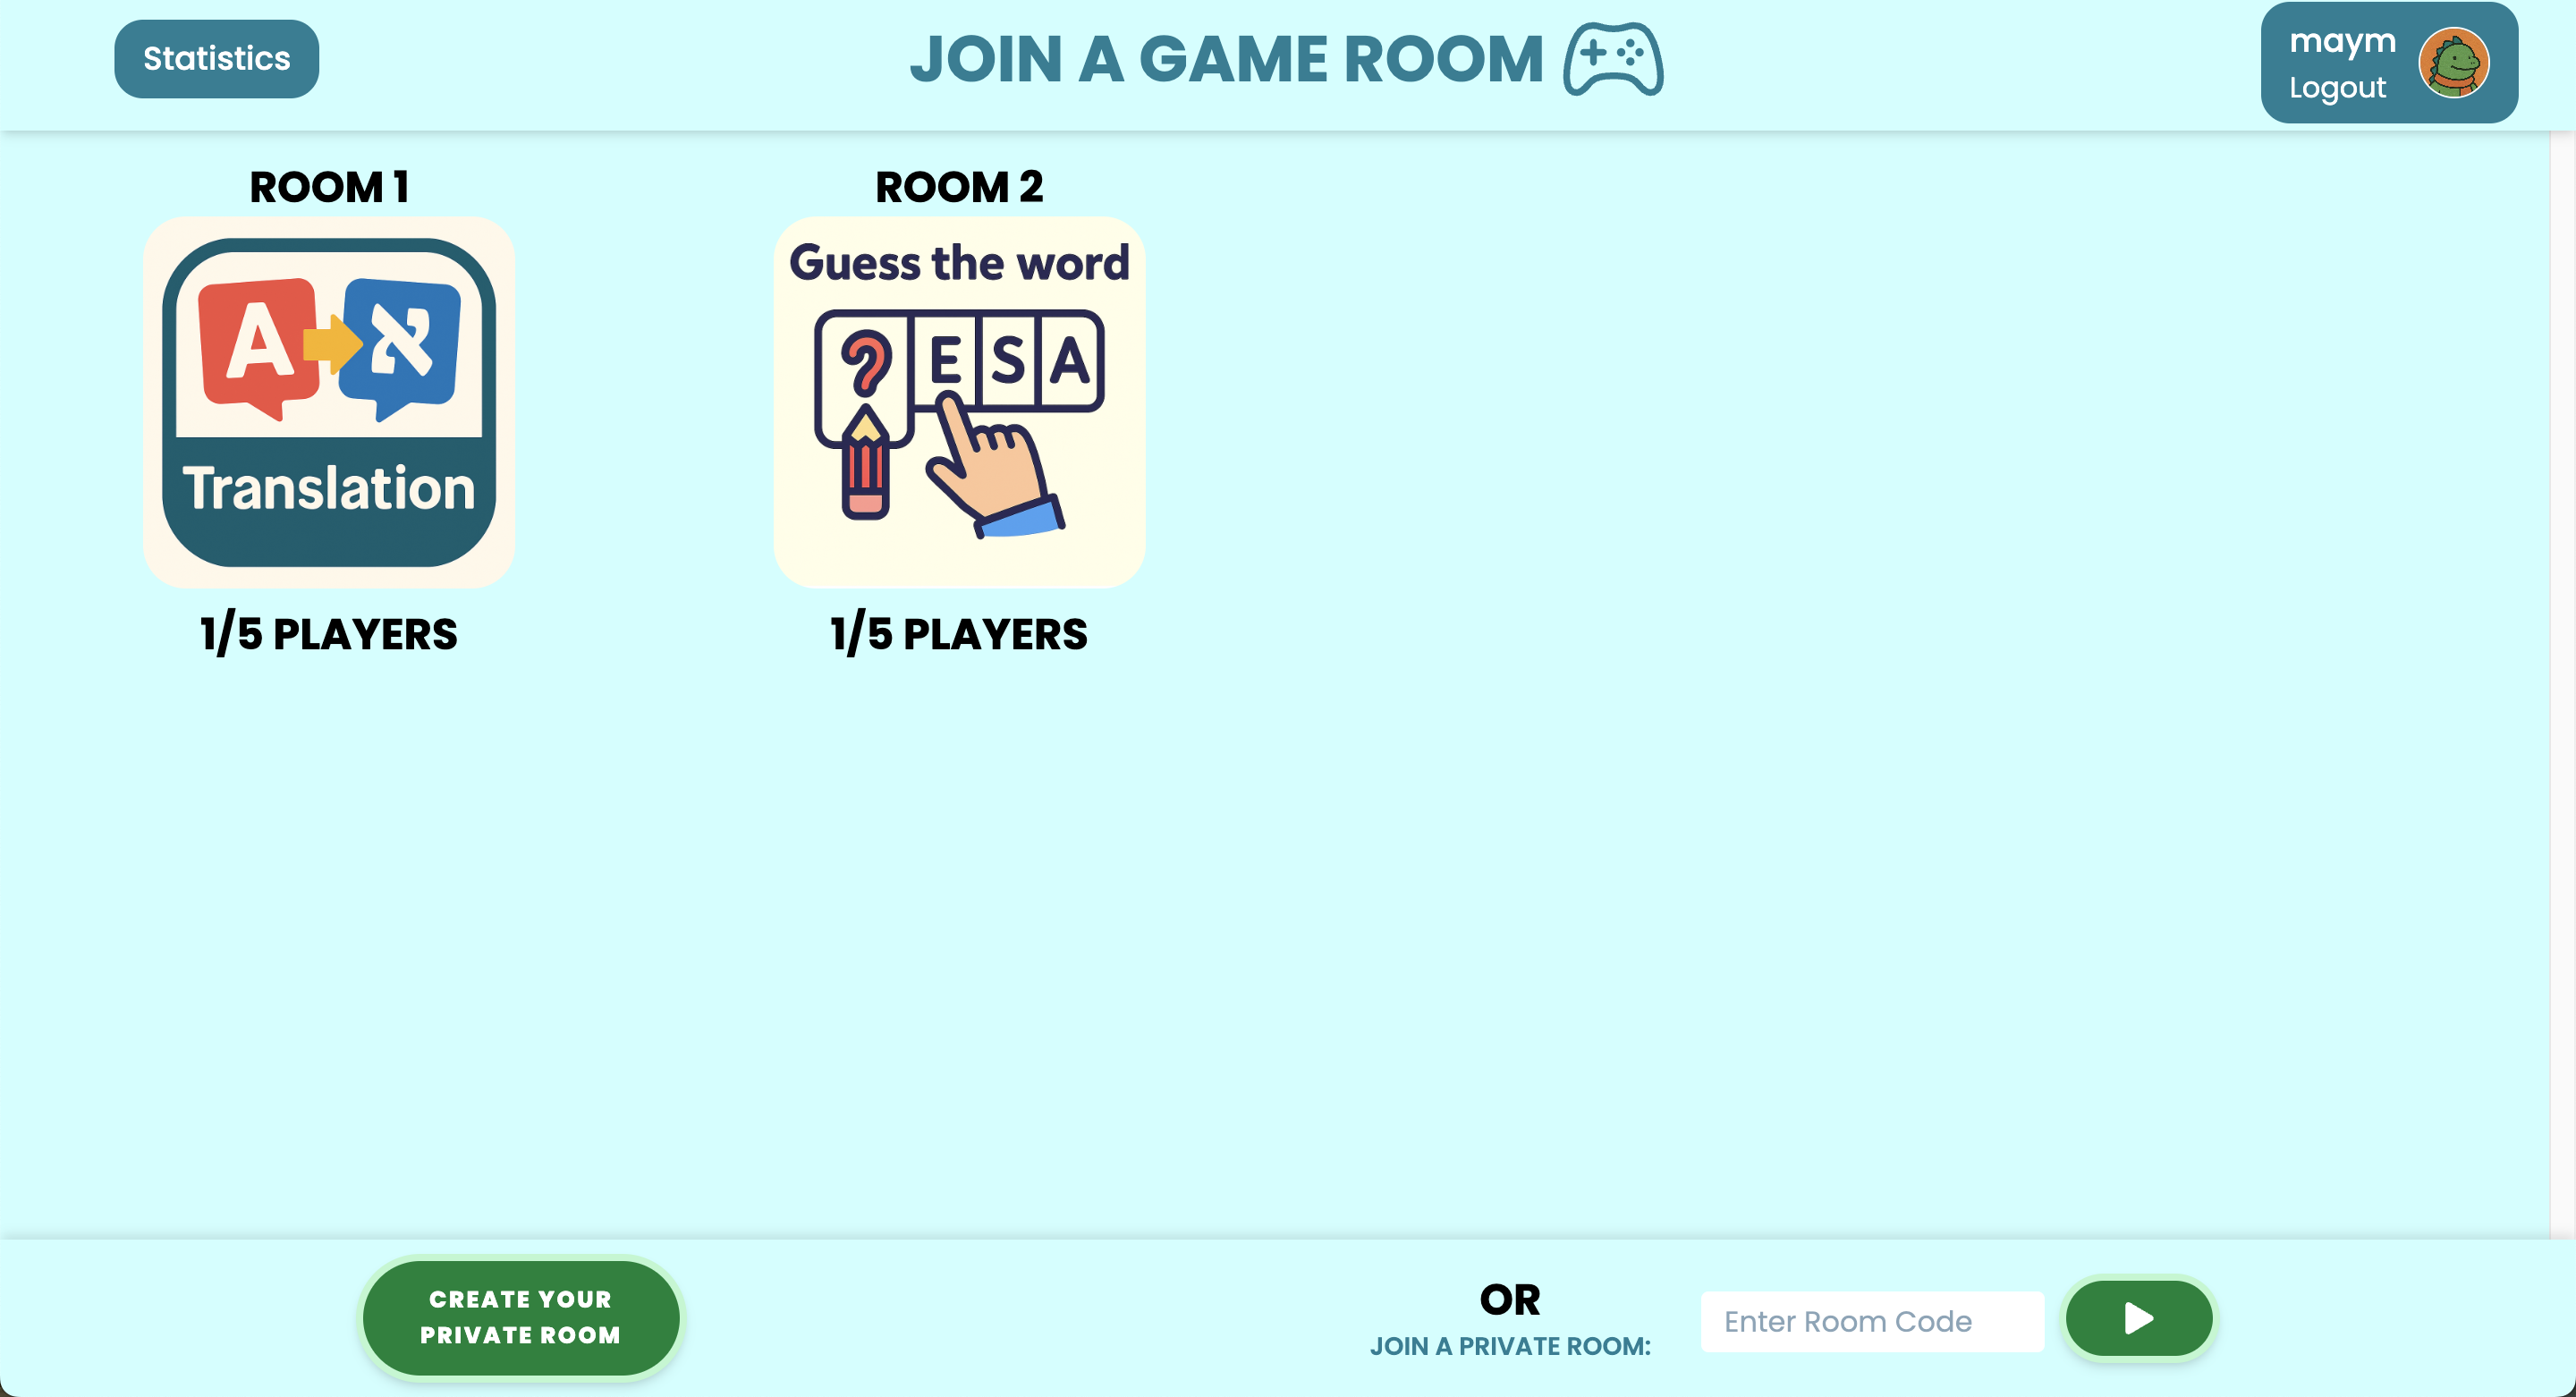 Statistics
JOIN A GAME ROOM
maym
Logout
ROOM 1
A א
Translation
1/5 PLAYERS
ROOM 2
Guess the word
? E S A
1/5 PLAYERS
CREATE YOUR
PRIVATE ROOM
OR
JOIN A PRIVATE ROOM:
Enter Room Code